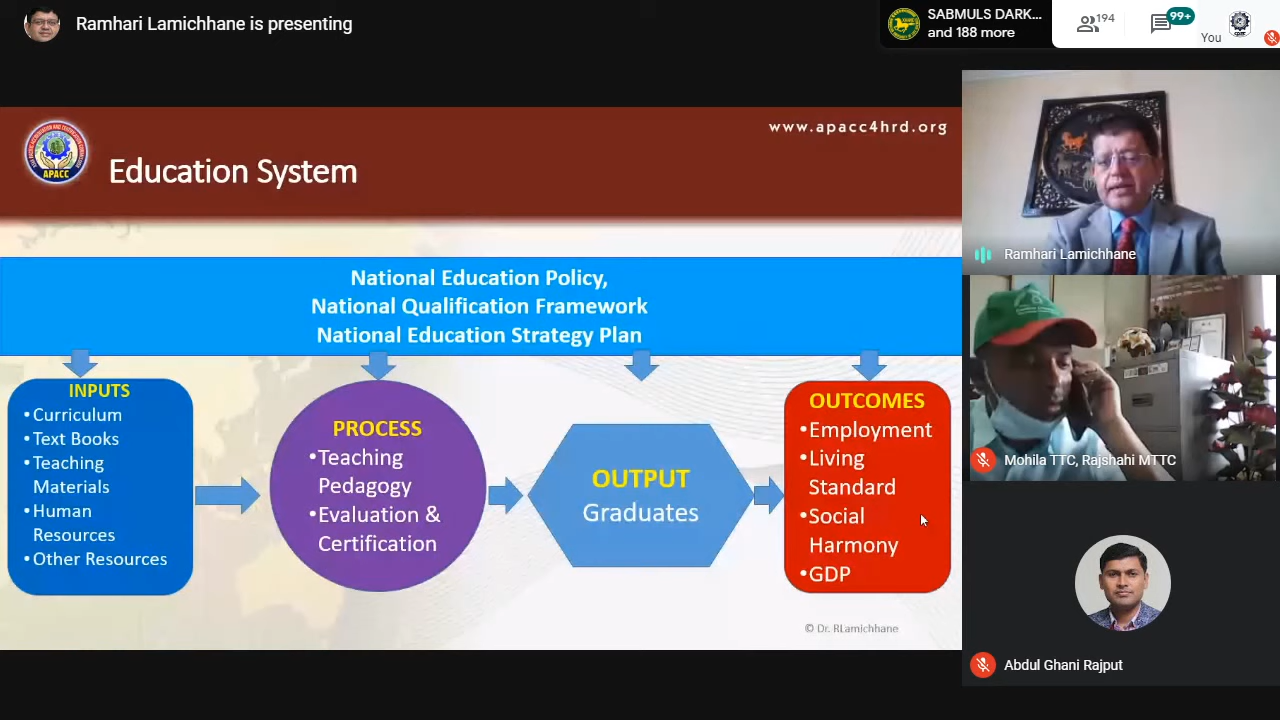 Ramhari Lamichhane is presenting
SABMULS DARK...
and 188 more
194
99+
You
www.apacc4hrd.org
APACC
Education System
National Education Policy,
National Qualification Framework
National Education Strategy Plan
INPUTS
•Curriculum
•Text Books
•Teaching
Materials
•Human
Resources
•Other Resources
PROCESS
•Teaching
Pedagogy
•Evaluation &
Certification
OUTPUT
Graduates
OUTCOMES
•Employment
•Living
Standard
•Social
Harmony
•GDP
© Dr. RLamichhane
Ramhari Lamichhane
Mohila TTC, Rajshahi MTTC
Abdul Ghani Rajput